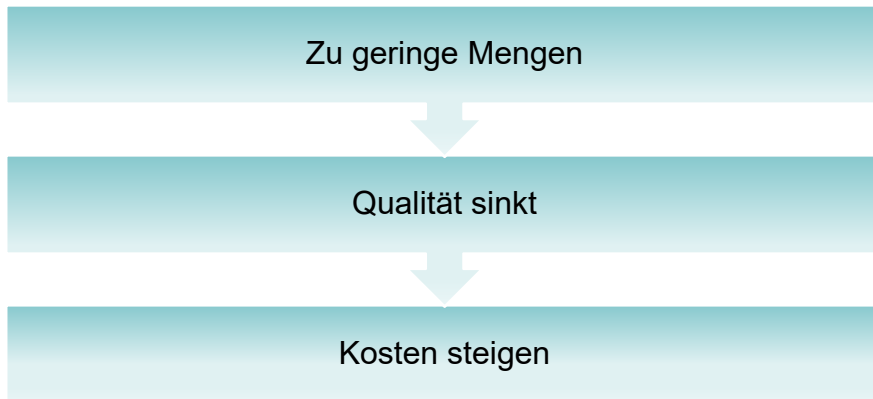 Zu geringe Mengen
Qualität sinkt
Kosten steigen